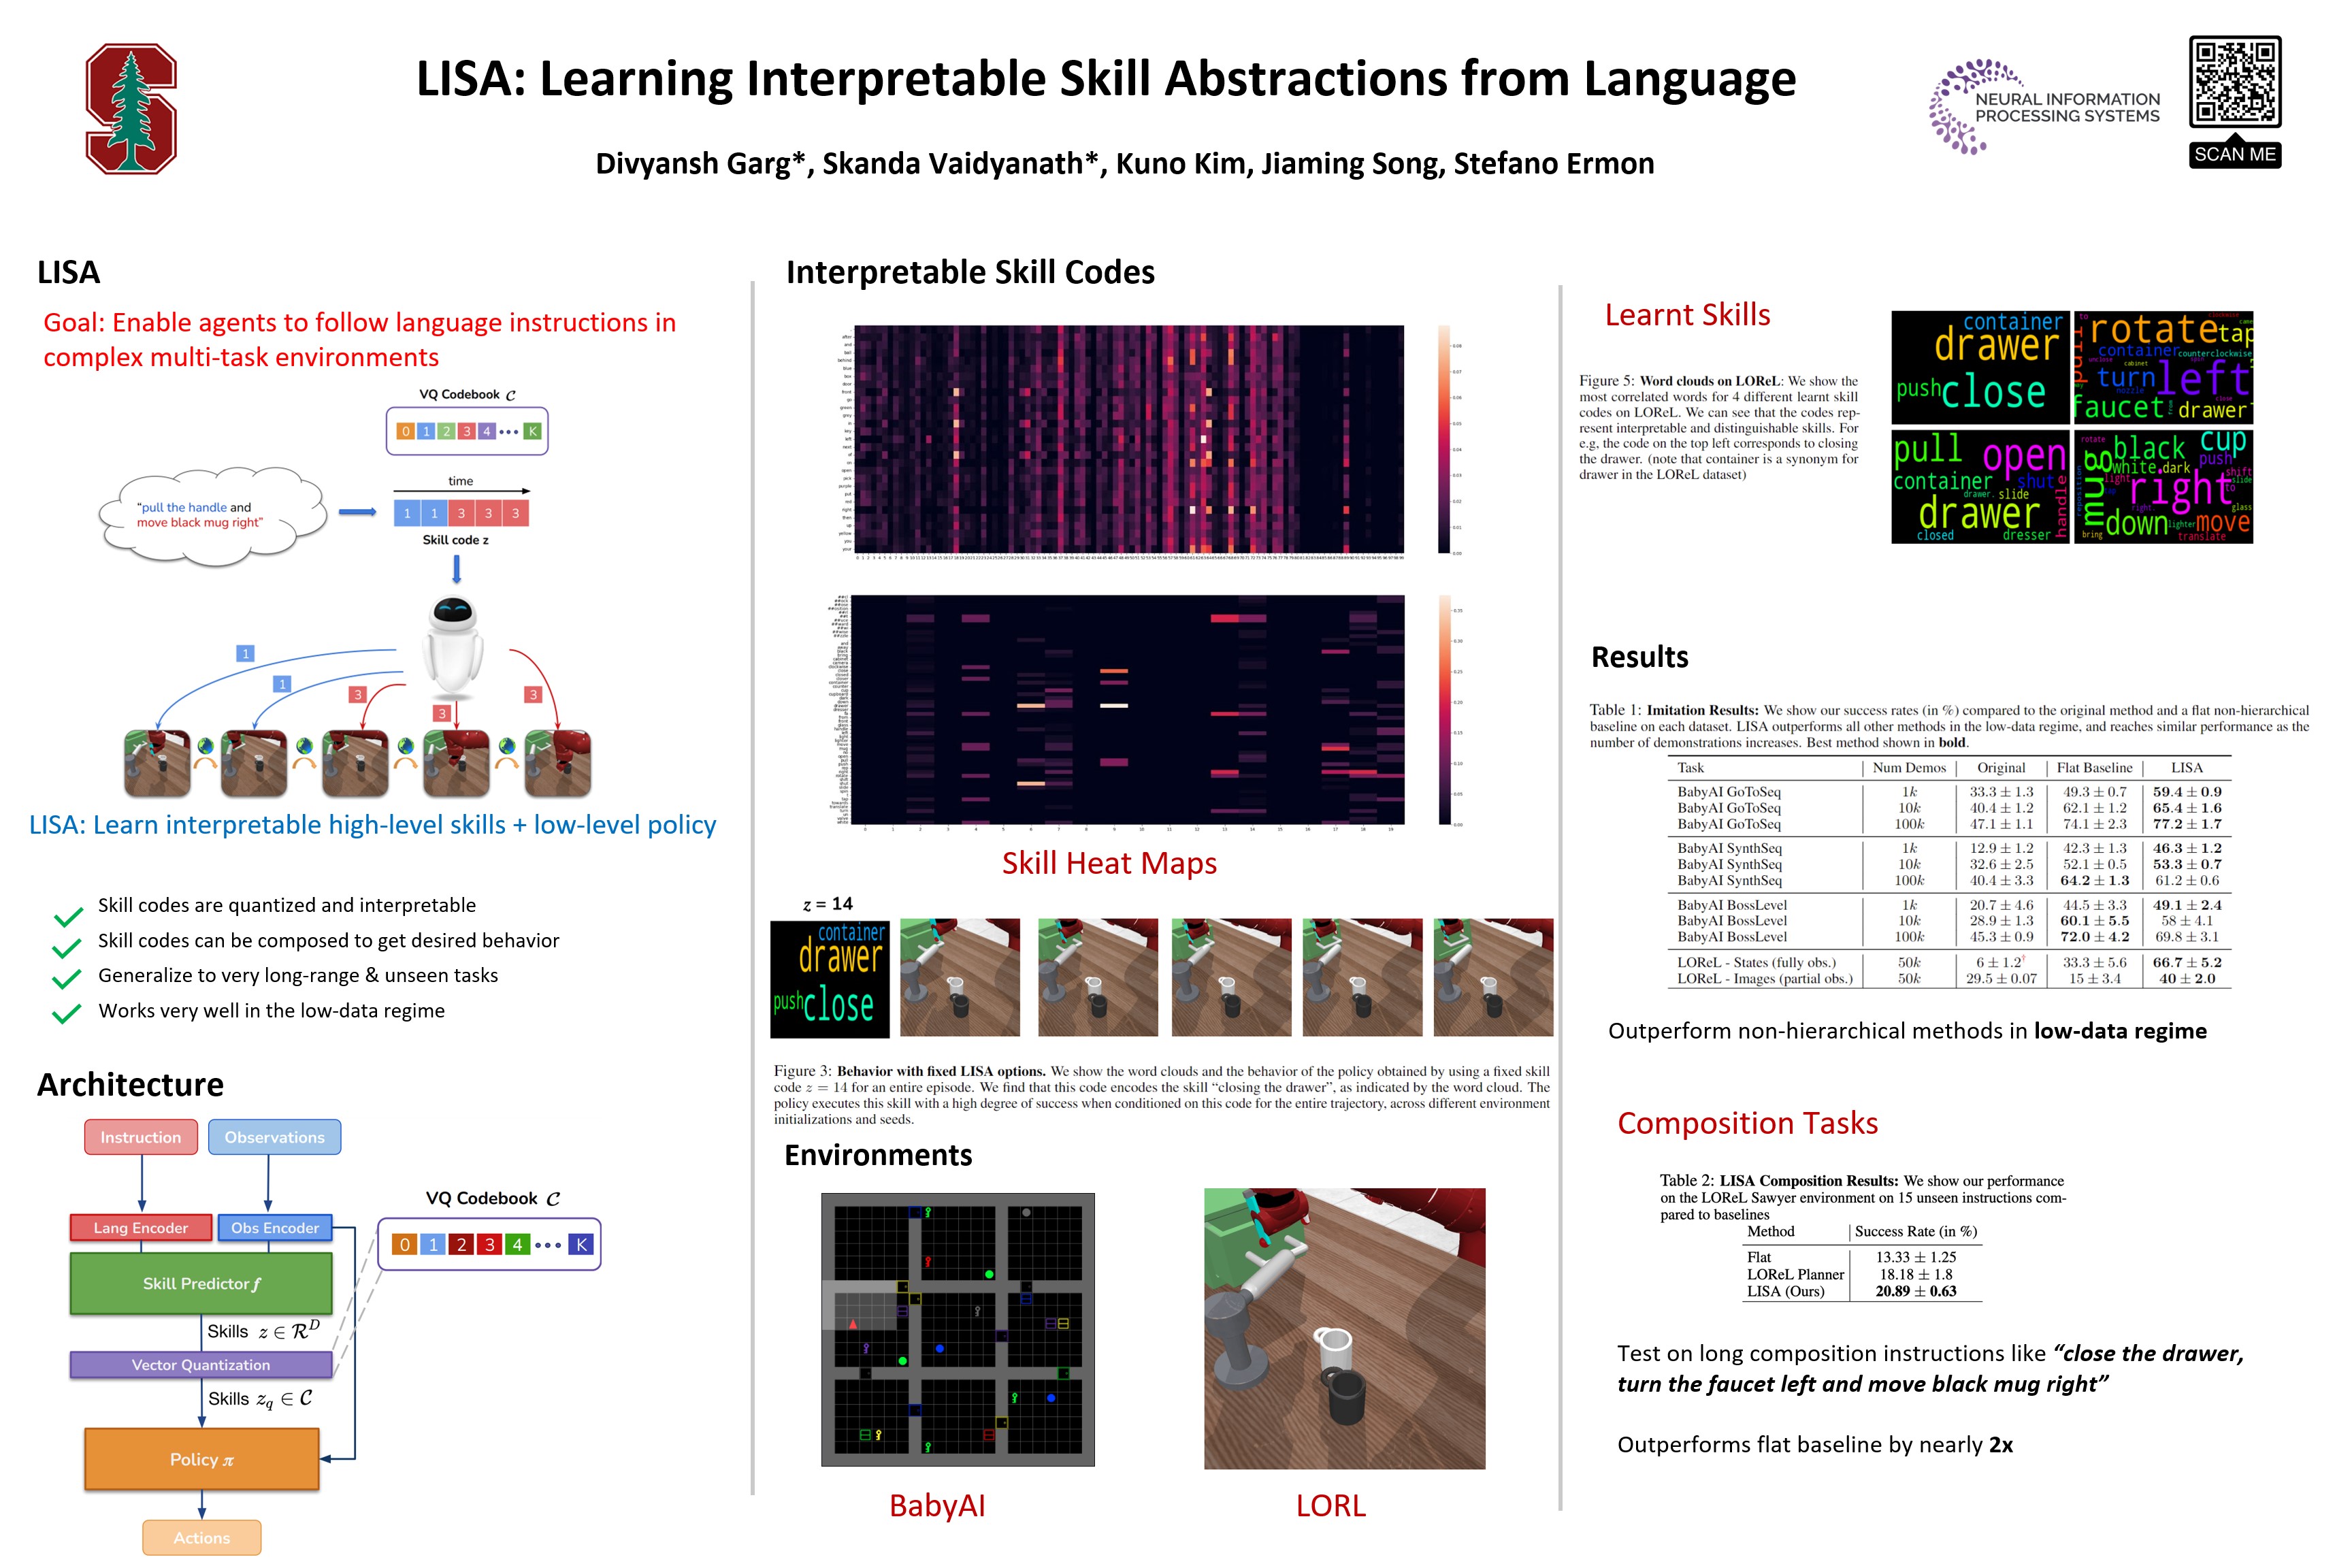 LISA: Learning Interpretable Skill Abstractions from Language
Divyansh Garg*, Skanda Vaidyanath*, Kuno Kim, Jiaming Song, Stefano Ermon
NEURAL INFORMATION
PROCESSING SYSTEMS
SCAN ME
LISA
Goal: Enable agents to follow language instructions in
complex multi-task environments
VQ Codebook C
0 1 2 3 4 ••• K
"pull the handle and
move black mug right"
time
1 1 3 3 3
Skill code z
1
1
3
3
3
LISA: Learn interpretable high-level skills + low-level policy
Skill codes are quantized and interpretable
Skill codes can be composed to get desired behavior
Generalize to very long-range & unseen tasks
Works very well in the low-data regime
Architecture
Instruction
Observations
Lang Encoder
Obs Encoder
Skill Predictor f
Skills z ∈ R^D
Vector Quantization
Skills z_q ∈ C
Policy π
Actions
VQ Codebook C
0 1 2 3 4 ••• K
Interpretable Skill Codes
Skill Heat Maps
z = 14
container
drawer
push close
Figure 3: Behavior with fixed LISA options. We show the word clouds and the behavior of the policy obtained by using a fixed skill
code z = 14 for an entire episode. We find that this code encodes the skill "closing the drawer", as indicated by the word cloud. The
policy executes this skill with a high degree of success when conditioned on this code for the entire trajectory, across different environment
initializations and seeds.
Environments
BabyAI
LORL
Learnt Skills
Figure 5: Word clouds on LOReL: We show the
most correlated words for 4 different learnt skill
codes on LOReL. We can see that the codes rep-
resent interpretable and distinguishable skills. For
e.g, the code on the top left corresponds to closing
the drawer. (note that container is a synonym for
drawer in the LOReL dataset)
container
drawer
push close
rotate tap
container counterclockwise
turn left
faucet drawer
pull open
container shut
drawer. slide
drawer handle
closed dresser
rotate black cup
white dark push
light shift
mug right slide
to
down lighter move
bring translate
glass
Results
Table 1: Imitation Results: We show our success rates (in %) compared to the original method and a flat non-hierarchical
baseline on each dataset. LISA outperforms all other methods in the low-data regime, and reaches similar performance as the
number of demonstrations increases. Best method shown in bold.
Task Num Demos Original Flat Baseline LISA
BabyAI GoToSeq 1k 33.3 ± 1.3 49.3 ± 0.7 59.4 ± 0.9
BabyAI GoToSeq 10k 40.4 ± 1.2 62.1 ± 1.2 65.4 ± 1.6
BabyAI GoToSeq 100k 47.1 ± 1.1 74.1 ± 2.3 77.2 ± 1.7
BabyAI SynthSeq 1k 12.9 ± 1.2 42.3 ± 1.3 46.3 ± 1.2
BabyAI SynthSeq 10k 32.6 ± 2.5 52.1 ± 0.5 53.3 ± 0.7
BabyAI SynthSeq 100k 40.4 ± 3.3 64.2 ± 1.3 61.2 ± 0.6
BabyAI BossLevel 1k 20.7 ± 4.6 44.5 ± 3.3 49.1 ± 2.4
BabyAI BossLevel 10k 28.9 ± 1.3 60.1 ± 5.5 58 ± 4.1
BabyAI BossLevel 100k 45.3 ± 0.9 72.0 ± 4.2 69.8 ± 3.1
LOReL - States (fully obs.) 50k 6 ± 1.2† 33.3 ± 5.6 66.7 ± 5.2
LOReL - Images (partial obs.) 50k 29.5 ± 0.07 15 ± 3.4 40 ± 2.0
Outperform non-hierarchical methods in low-data regime
Composition Tasks
Table 2: LISA Composition Results: We show our performance
on the LOReL Sawyer environment on 15 unseen instructions com-
pared to baselines
Method Success Rate (in %)
Flat 13.33 ± 1.25
LOReL Planner 18.18 ± 1.8
LISA (Ours) 20.89 ± 0.63
Test on long composition instructions like "close the drawer,
turn the faucet left and move black mug right"
Outperforms flat baseline by nearly 2x